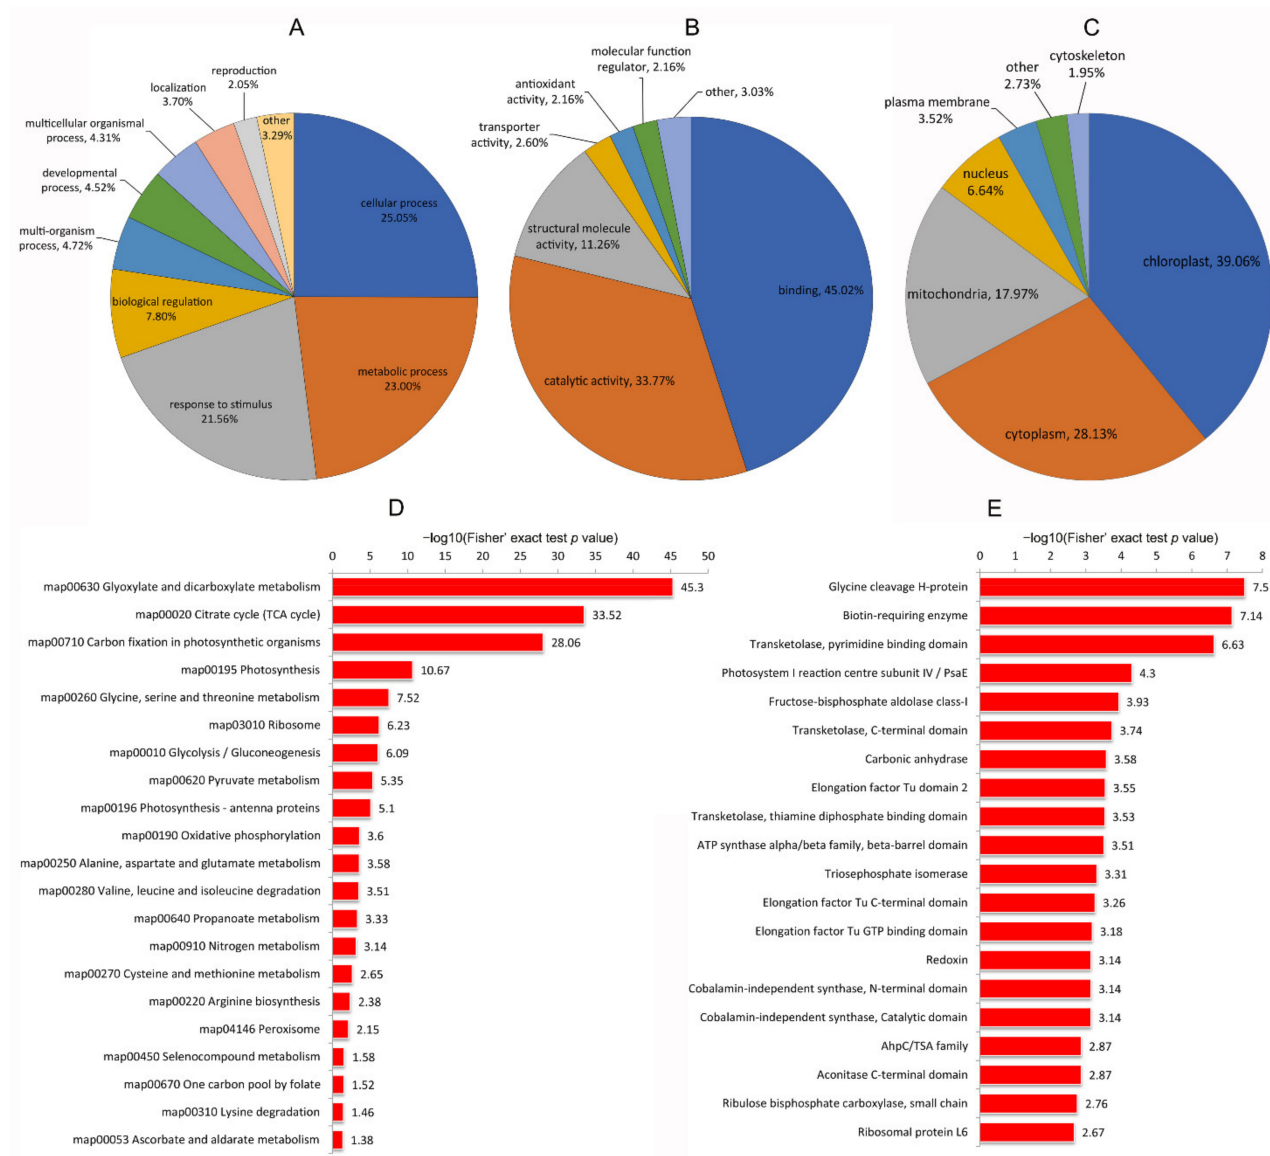 A
B
C
reproduction
2.05%
localization
3.70%
other
3.29%
multicellular organismal
process, 4.31%
developmental
process, 4.52%
multi-organism
process, 4.72%
biological regulation
7.80%
response to stimulus
21.56%
metabolic process
23.00%
cellular process
25.05%
molecular function
regulator, 2.16%
antioxidant
activity, 2.16%
other, 3.03%
transporter
activity, 2.60%
structural molecule
activity, 11.26%
binding, 45.02%
catalytic activity, 33.77%
cytoskeleton
1.95%
other
2.73%
plasma membrane
3.52%
nucleus
6.64%
mitochondria, 17.97%
chloroplast, 39.06%
cytoplasm, 28.13%
D
−log10(Fisher' exact test p value)
0 5 10 15 20 25 30 35 40 45 50
map00630 Glyoxylate and dicarboxylate metabolism 45.3
map00020 Citrate cycle (TCA cycle) 33.52
map00710 Carbon fixation in photosynthetic organisms 28.06
map00195 Photosynthesis 10.67
map00260 Glycine, serine and threonine metabolism 7.52
map03010 Ribosome 6.23
map00010 Glycolysis / Gluconeogenesis 6.09
map00620 Pyruvate metabolism 5.35
map00196 Photosynthesis - antenna proteins 5.1
map00190 Oxidative phosphorylation 3.6
map00250 Alanine, aspartate and glutamate metabolism 3.58
map00280 Valine, leucine and isoleucine degradation 3.51
map00640 Propanoate metabolism 3.33
map00910 Nitrogen metabolism 3.14
map00270 Cysteine and methionine metabolism 2.65
map00220 Arginine biosynthesis 2.38
map04146 Peroxisome 2.15
map00450 Selenocompound metabolism 1.58
map00670 One carbon pool by folate 1.52
map00310 Lysine degradation 1.46
map00053 Ascorbate and aldarate metabolism 1.38
E
−log10(Fisher' exact test p value)
0 1 2 3 4 5 6 7 8
Glycine cleavage H-protein 7.5
Biotin-requiring enzyme 7.14
Transketolase, pyrimidine binding domain 6.63
Photosystem I reaction centre subunit IV / PsaE 4.3
Fructose-bisphosphate aldolase class-I 3.93
Transketolase, C-terminal domain 3.74
Carbonic anhydrase 3.58
Elongation factor Tu domain 2 3.55
Transketolase, thiamine diphosphate binding domain 3.53
ATP synthase alpha/beta family, beta-barrel domain 3.51
Triosephosphate isomerase 3.31
Elongation factor Tu C-terminal domain 3.26
Elongation factor Tu GTP binding domain 3.18
Redoxin 3.14
Cobalamin-independent synthase, N-terminal domain 3.14
Cobalamin-independent synthase, Catalytic domain 3.14
AhpC/TSA family 2.87
Aconitase C-terminal domain 2.87
Ribulose bisphosphate carboxylase, small chain 2.76
Ribosomal protein L6 2.67